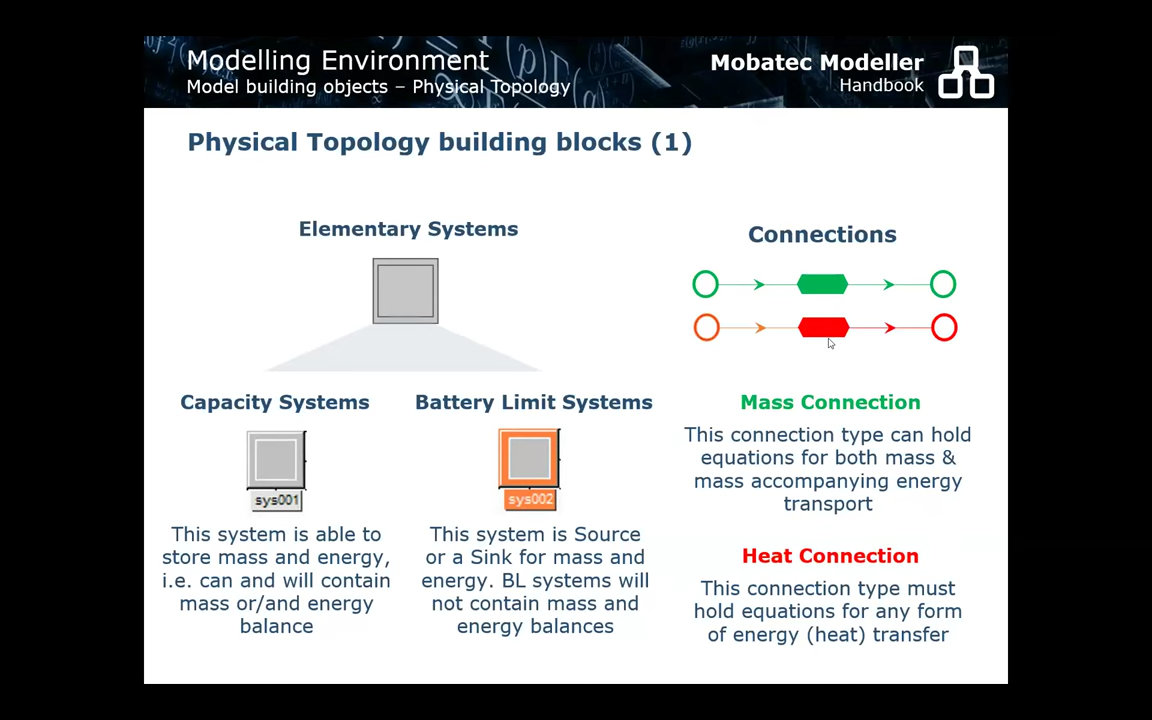 Modelling Environment
Model building objects – Physical Topology
Mobatec Modeller
Handbook
Physical Topology building blocks (1)
Elementary Systems
Capacity Systems
sys001
This system is able to
store mass and energy,
i.e. can and will contain
mass or/and energy
balance
Battery Limit Systems
sys002
This system is Source
or a Sink for mass and
energy. BL systems will
not contain mass and
energy balances
Connections
Mass Connection
This connection type can hold
equations for both mass &
mass accompanying energy
transport
Heat Connection
This connection type must
hold equations for any form
of energy (heat) transfer